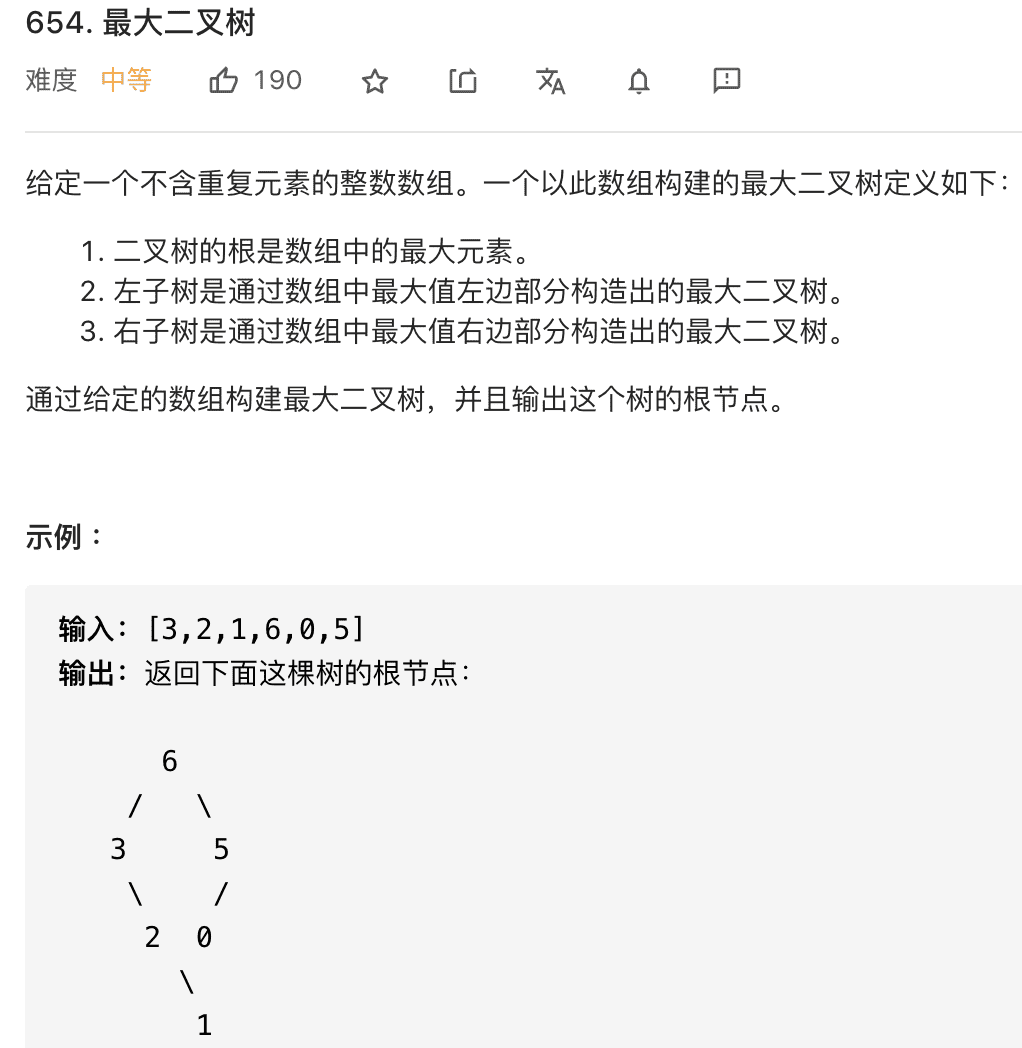 654. 最大二叉树
难度 中等 190
给定一个不含重复元素的整数数组。一个以此数组构建的最大二叉树定义如下：
1. 二叉树的根是数组中的最大元素。
2. 左子树是通过数组中最大值左边部分构造出的最大二叉树。
3. 右子树是通过数组中最大值右边部分构造出的最大二叉树。
通过给定的数组构建最大二叉树，并且输出这个树的根节点。
示例 ：
输入：[3,2,1,6,0,5]
输出：返回下面这棵树的根节点：
6
/ \
3 5
\ /
2 0
\
1